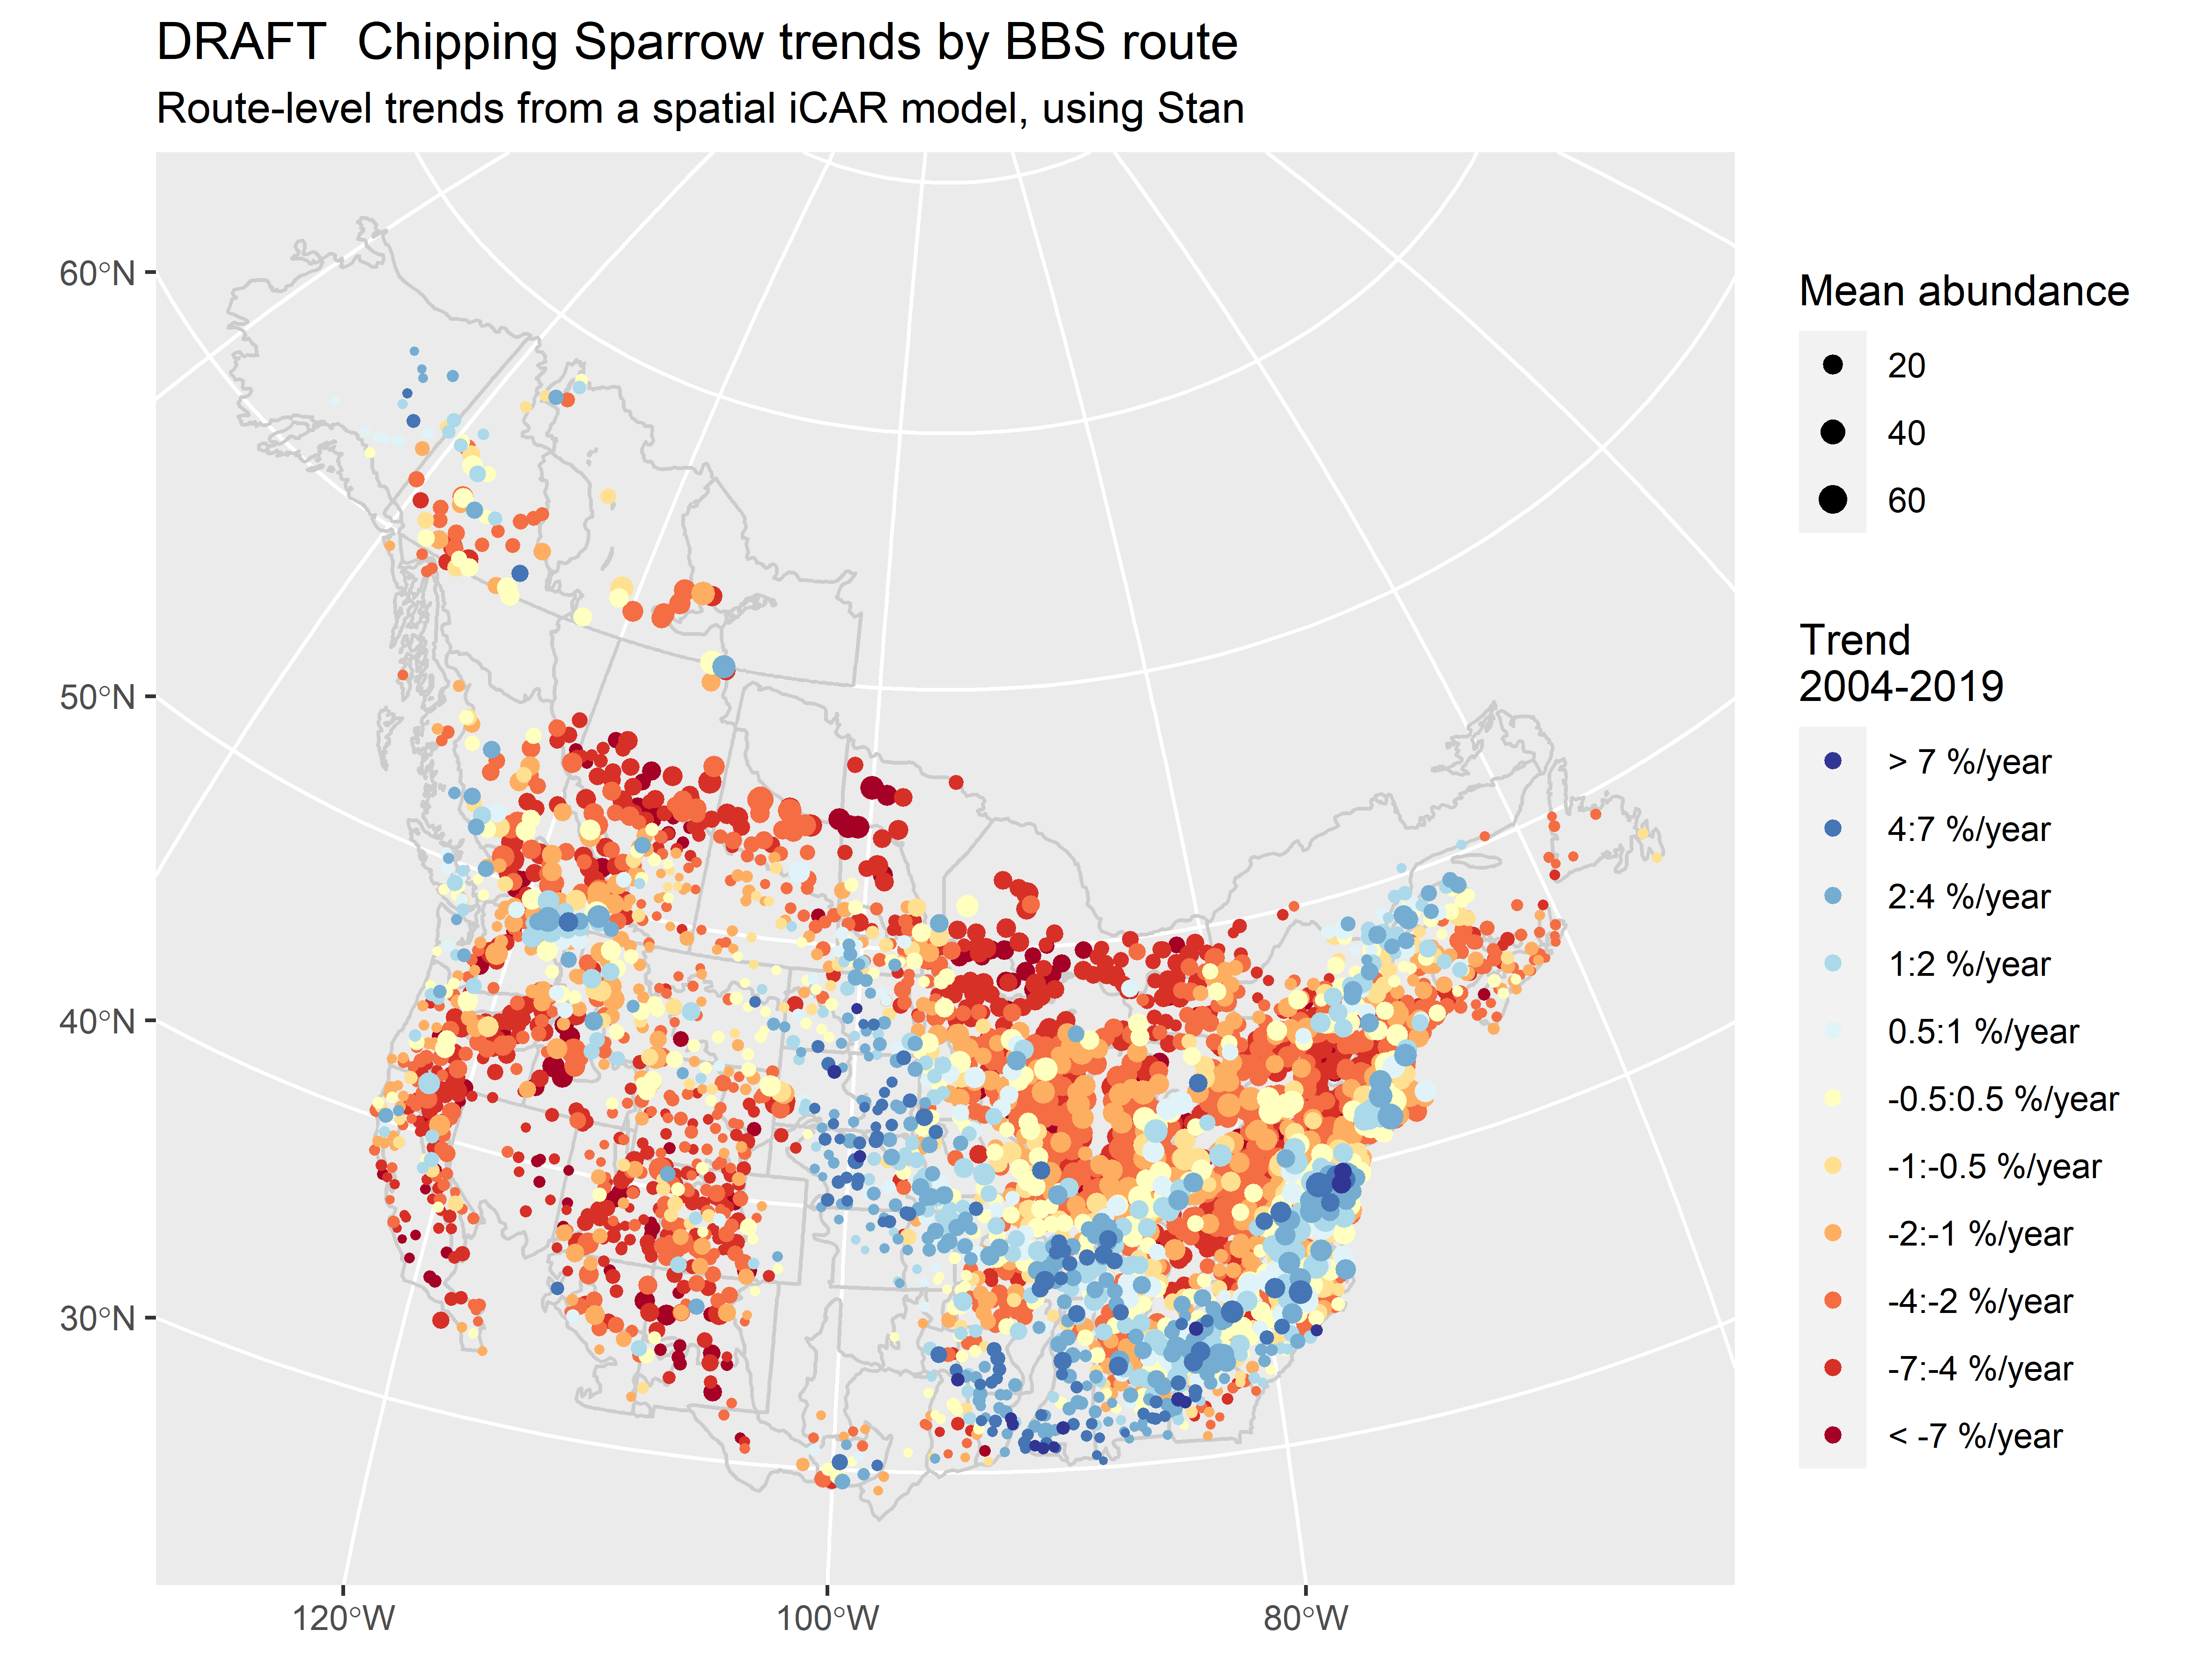 DRAFT  Chipping Sparrow trends by BBS route
Route-level trends from a spatial iCAR model, using Stan
60°N
50°N
40°N
30°N
120°W
100°W
80°W
Mean abundance
20
40
60
Trend
2004-2019
> 7 %/year
4:7 %/year
2:4 %/year
1:2 %/year
0.5:1 %/year
-0.5:0.5 %/year
-1:-0.5 %/year
-2:-1 %/year
-4:-2 %/year
-7:-4 %/year
< -7 %/year